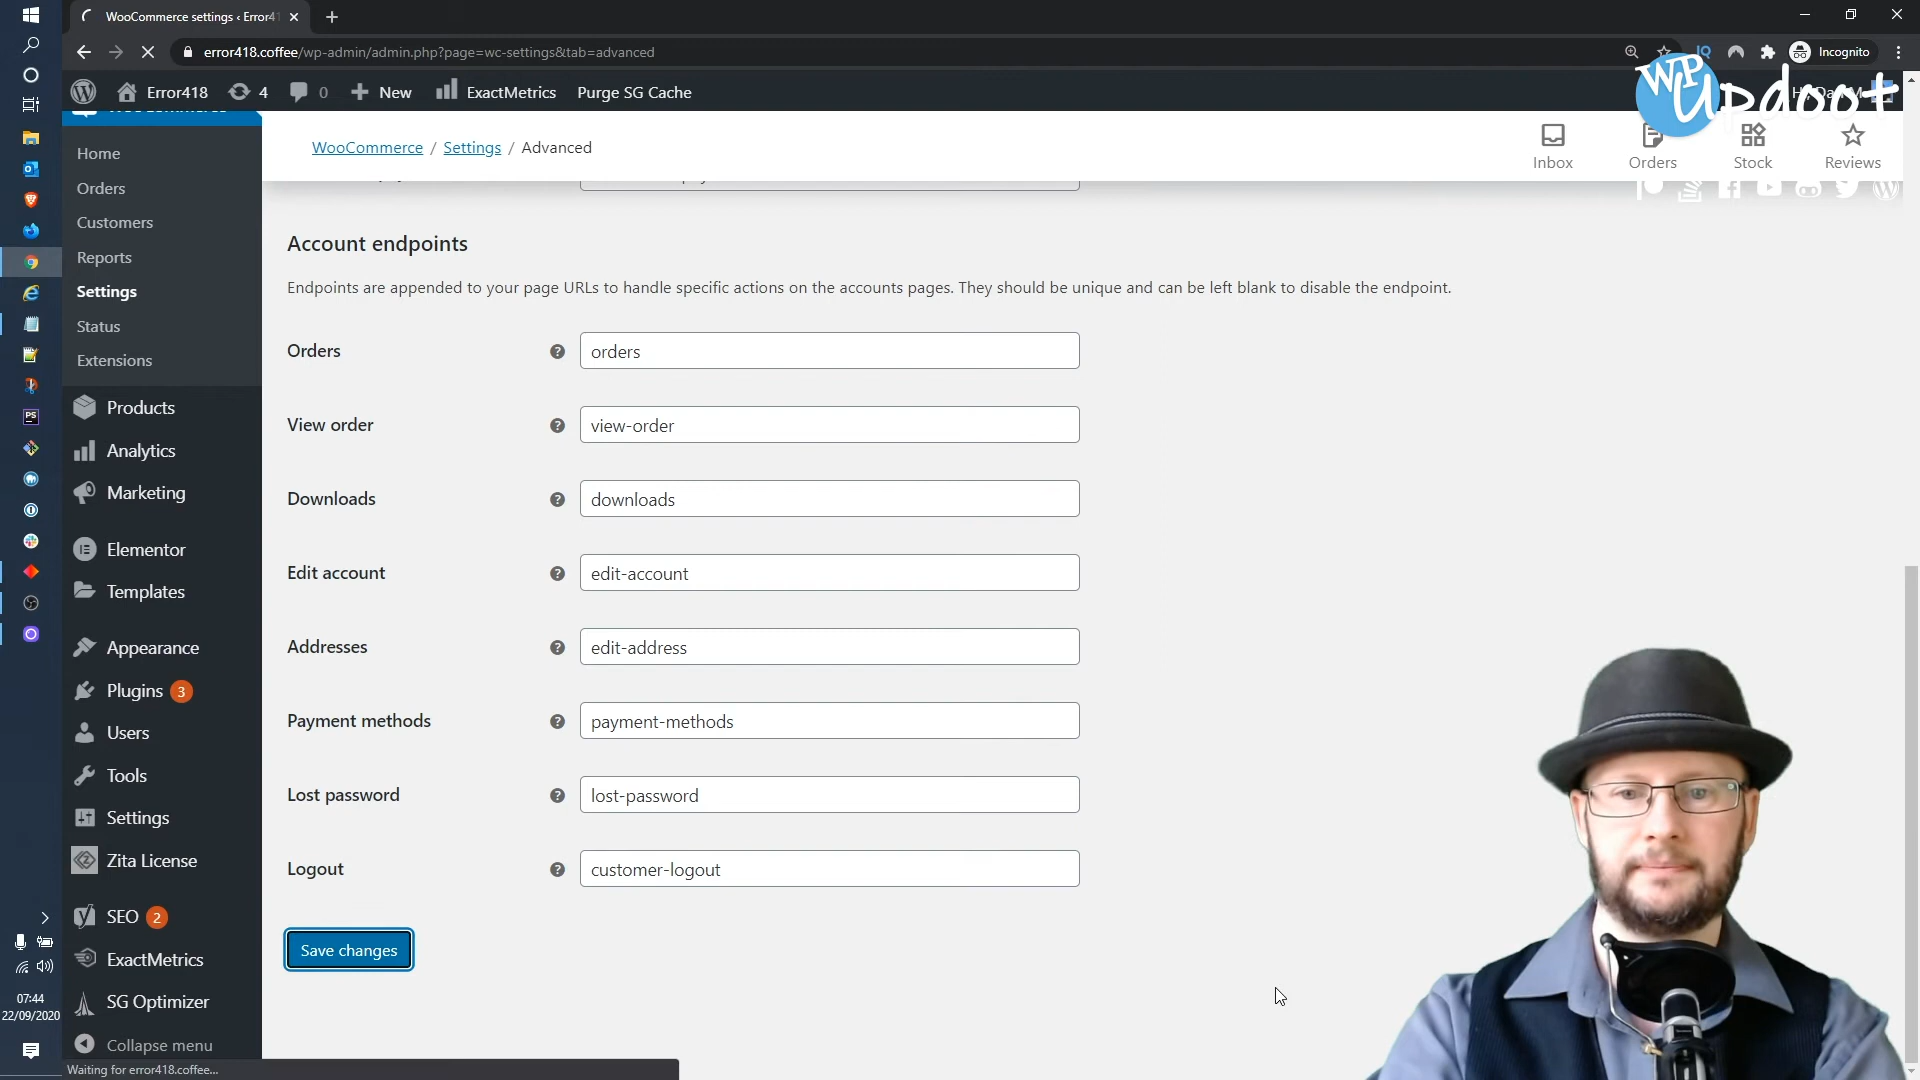 WooCommerce settings ‹ Error41
error418.coffee/wp-admin/admin.php?page=wc-settings&tab=advanced
Incognito
Error418
4
0
New
ExactMetrics
Purge SG Cache
WP Updoot
WooCommerce / Settings / Advanced
Inbox
Orders
Stock
Reviews
Home
Orders
Customers
Reports
Settings
Status
Extensions
Products
Analytics
Marketing
Elementor
Templates
Appearance
Plugins 3
Users
Tools
Settings
Zita License
SEO 2
ExactMetrics
SG Optimizer
Collapse menu
Account endpoints
Endpoints are appended to your page URLs to handle specific actions on the accounts pages. They should be unique and can be left blank to disable the endpoint.
Orders
orders
View order
view-order
Downloads
downloads
Edit account
edit-account
Addresses
edit-address
Payment methods
payment-methods
Lost password
lost-password
Logout
customer-logout
Save changes
07:44
22/09/2020
Waiting for error418.coffee...